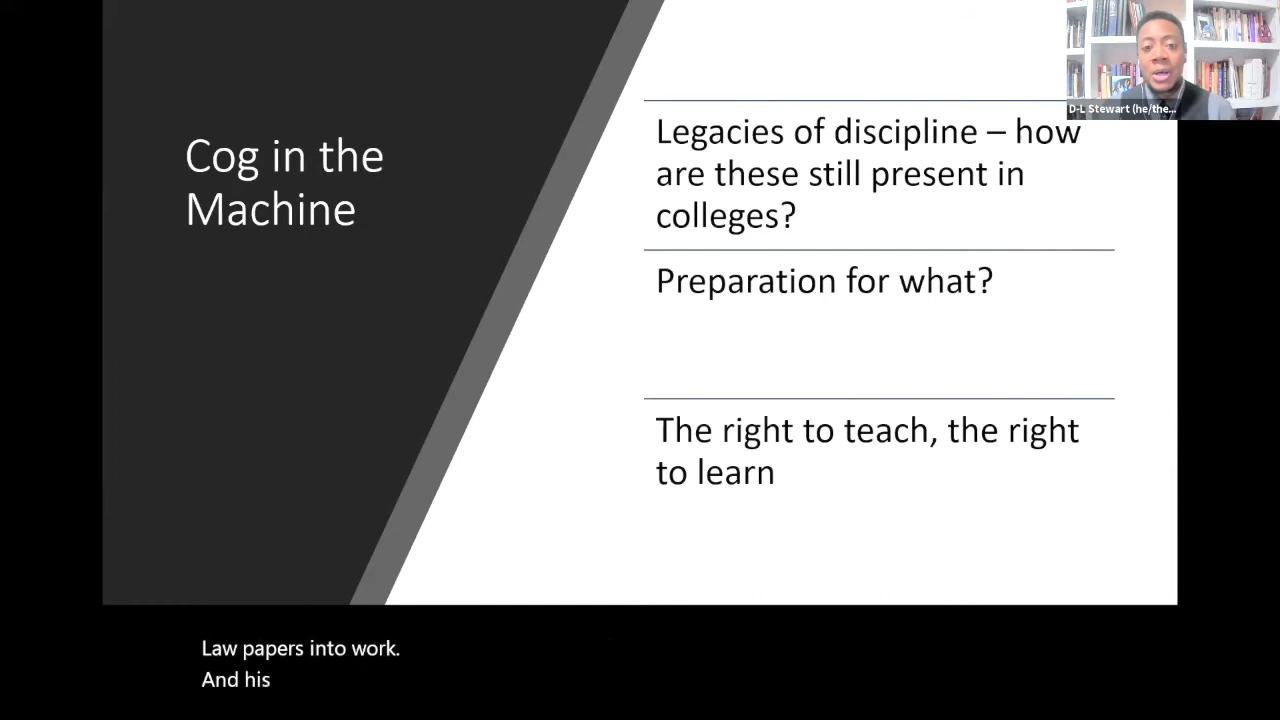 Cog in the
Machine
D-L Stewart (he/the...
Legacies of discipline – how
are these still present in
colleges?
Preparation for what?
The right to teach, the right
to learn
Law papers into work.
And his